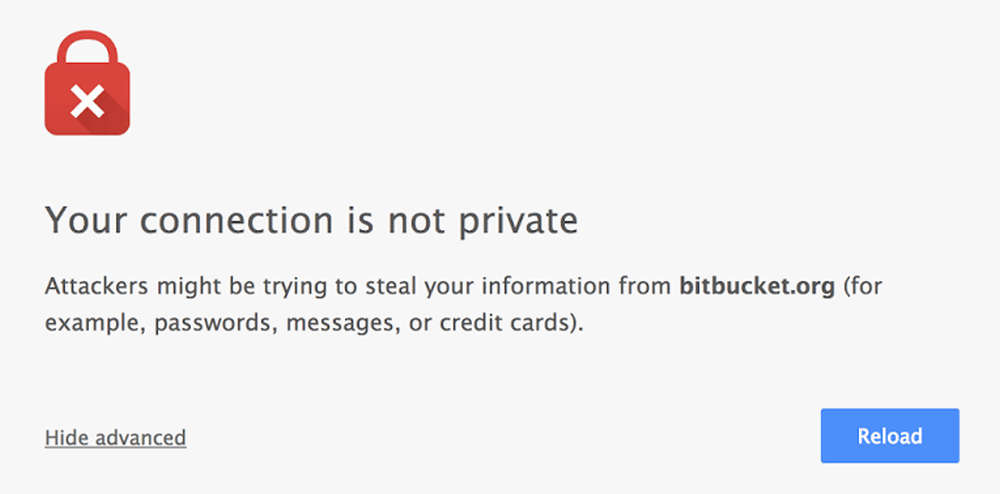 Your connection is not private
Attackers might be trying to steal your information from bitbucket.org (for
example, passwords, messages, or credit cards).
Hide advanced
Reload